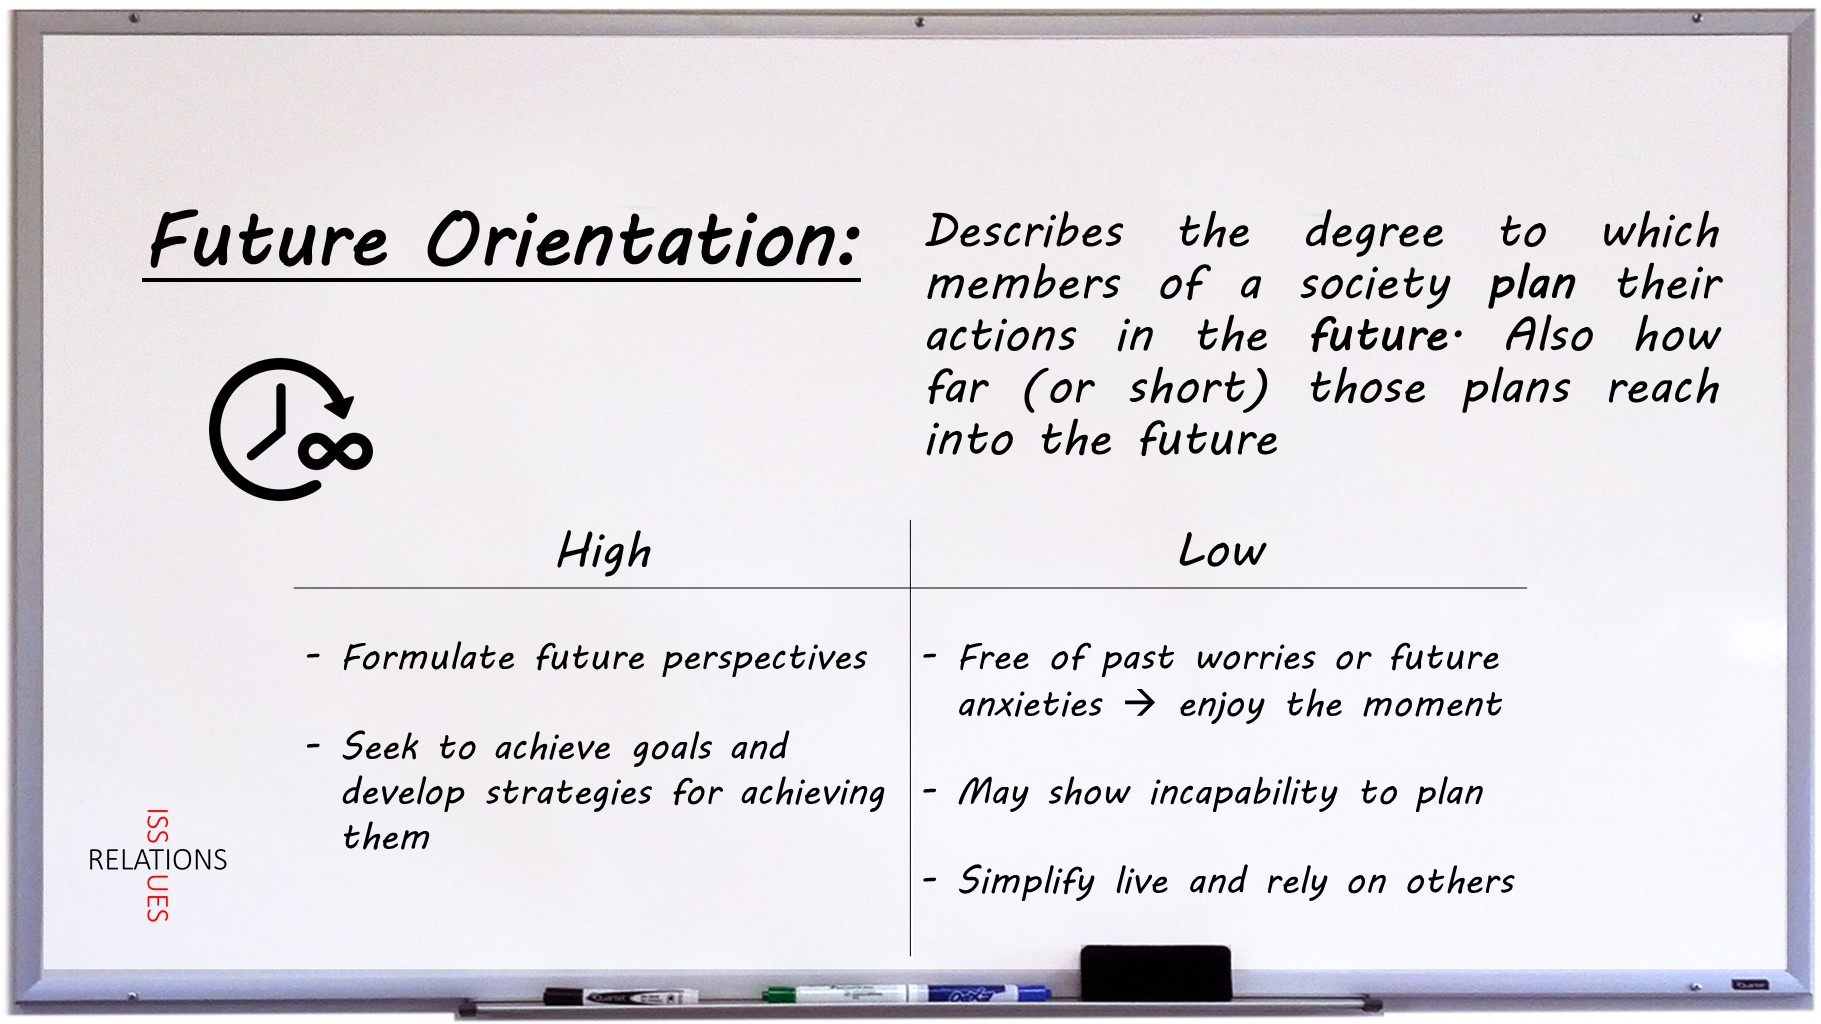 Future Orientation:
Describes the degree to which
members of a society plan their
actions in the future. Also how
far (or short) those plans reach
into the future
High
Low
- Formulate future perspectives
- Seek to achieve goals and
develop strategies for achieving
them
- Free of past worries or future
anxieties → enjoy the moment
- May show incapability to plan
- Simplify live and rely on others
RELATIONS
ISSUES
Quartet
Quartet